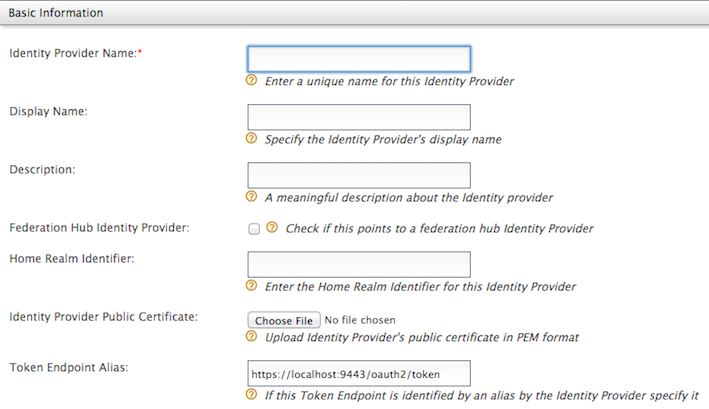 Basic Information
Identity Provider Name:*
? Enter a unique name for this Identity Provider
Display Name:
? Specify the Identity Provider's display name
Description:
? A meaningful description about the Identity provider
Federation Hub Identity Provider: ? Check if this points to a federation hub Identity Provider
Home Realm Identifier:
? Enter the Home Realm Identifier for this Identity Provider
Identity Provider Public Certificate: Choose File No file chosen
? Upload Identity Provider's public certificate in PEM format
Token Endpoint Alias: https://localhost:9443/oauth2/token
? If this Token Endpoint is identified by an alias by the Identity Provider specify it